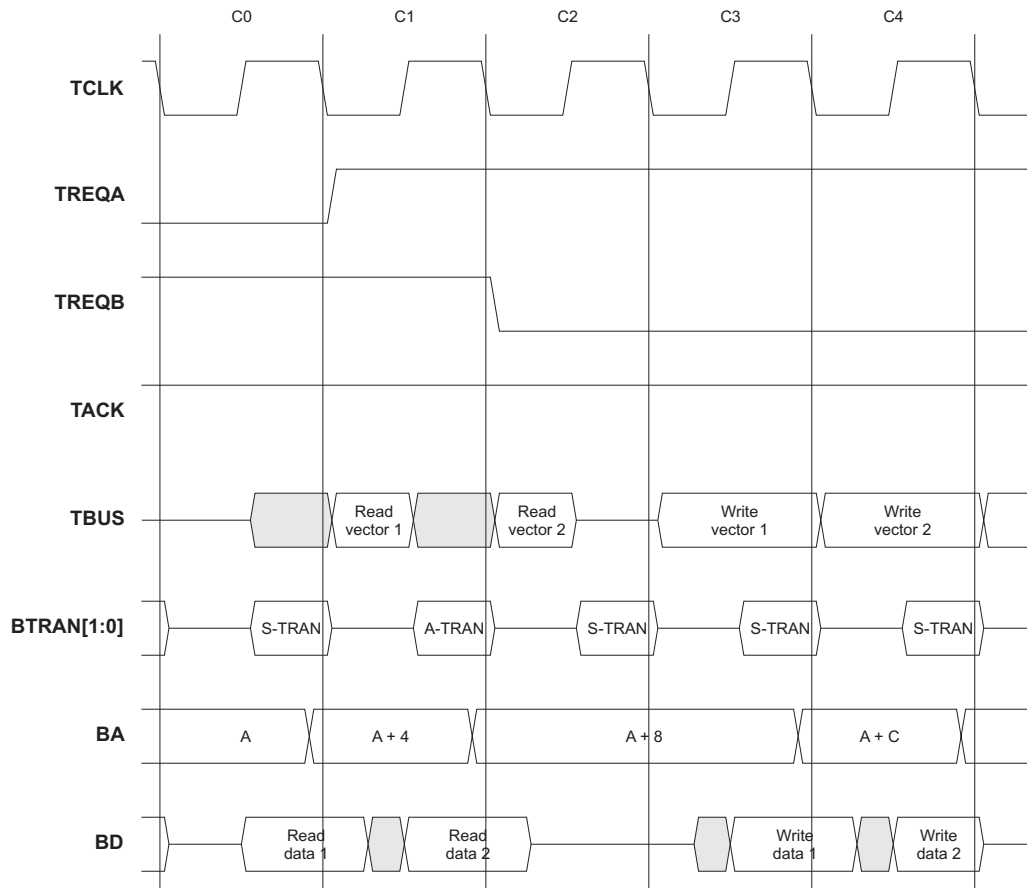 C0 C1 C2 C3 C4
TCLK
TREQA
TREQB
TACK
TBUS
Read
vector 1
Read
vector 2
Write
vector 1
Write
vector 2
BTRAN[1:0]
S-TRAN A-TRAN S-TRAN S-TRAN S-TRAN
BA
A A + 4 A + 8 A + C
BD
Read
data 1
Read
data 2
Write
data 1
Write
data 2